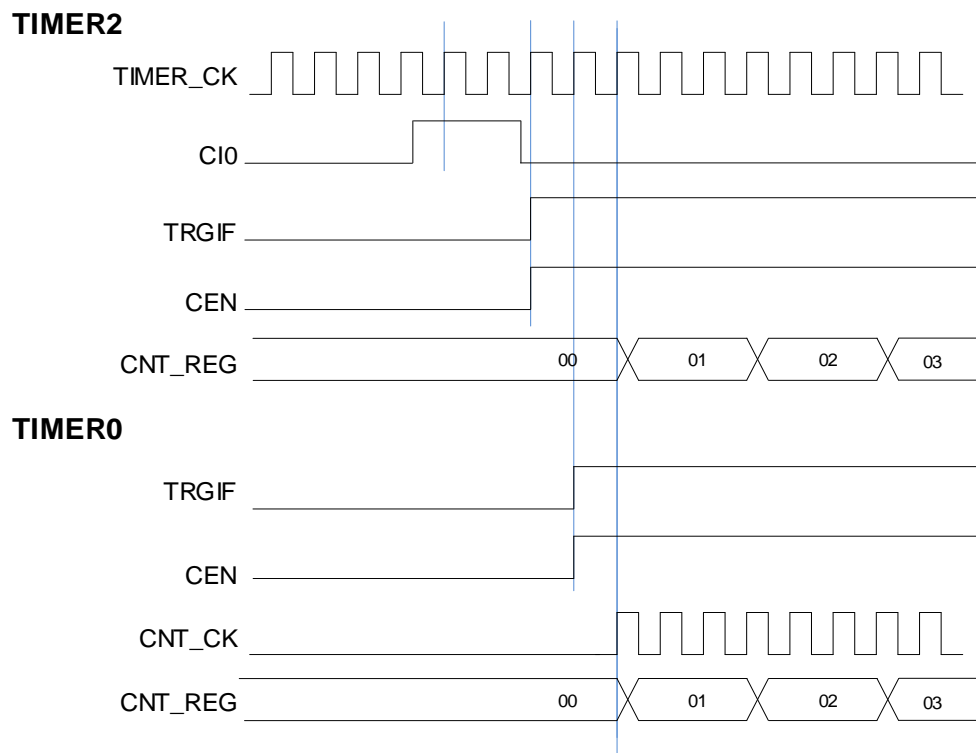 TIMER2
TIMER_CK
CI0
TRGIF
CEN
CNT_REG 00 01 02 03
TIMER0
TRGIF
CEN
CNT_CK
CNT_REG 00 01 02 03